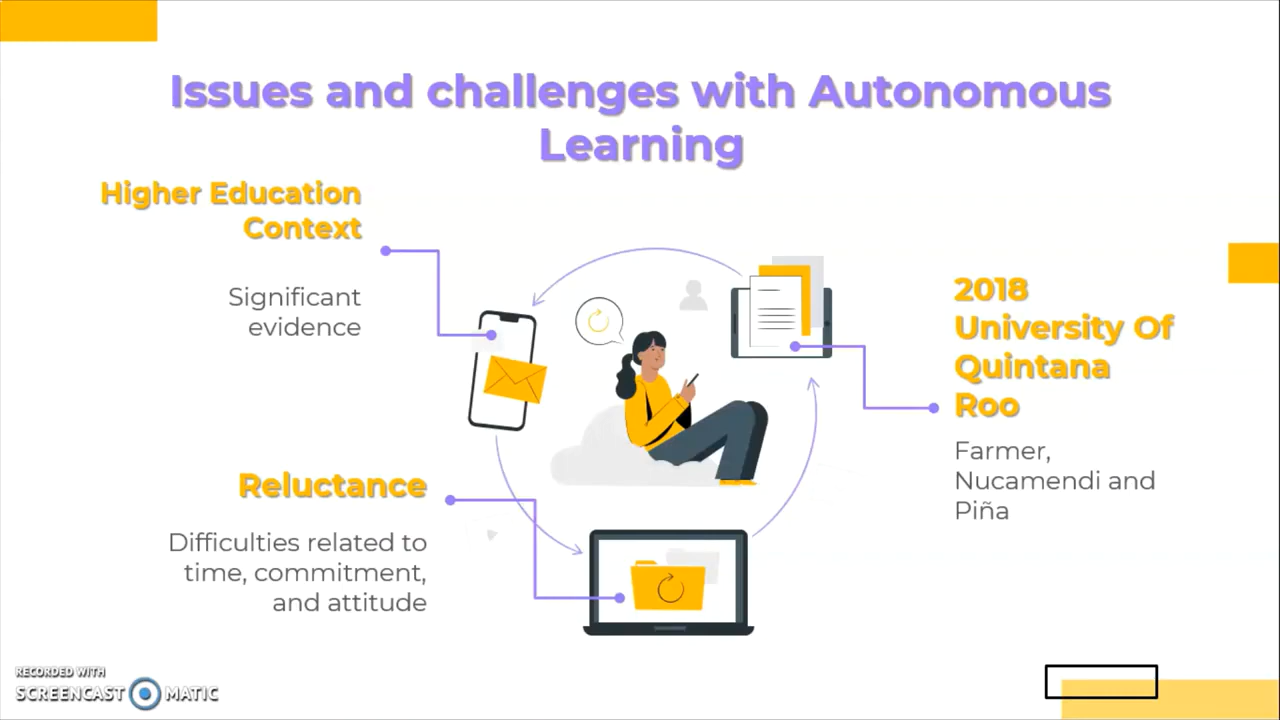 Issues and challenges with Autonomous
Learning
Higher Education
Context
Significant
evidence
Reluctance
Difficulties related to
time, commitment,
and attitude
2018
University Of
Quintana
Roo
Farmer,
Nucamendi and
Piña
RECORDED WITH
SCREENCAST MATIC